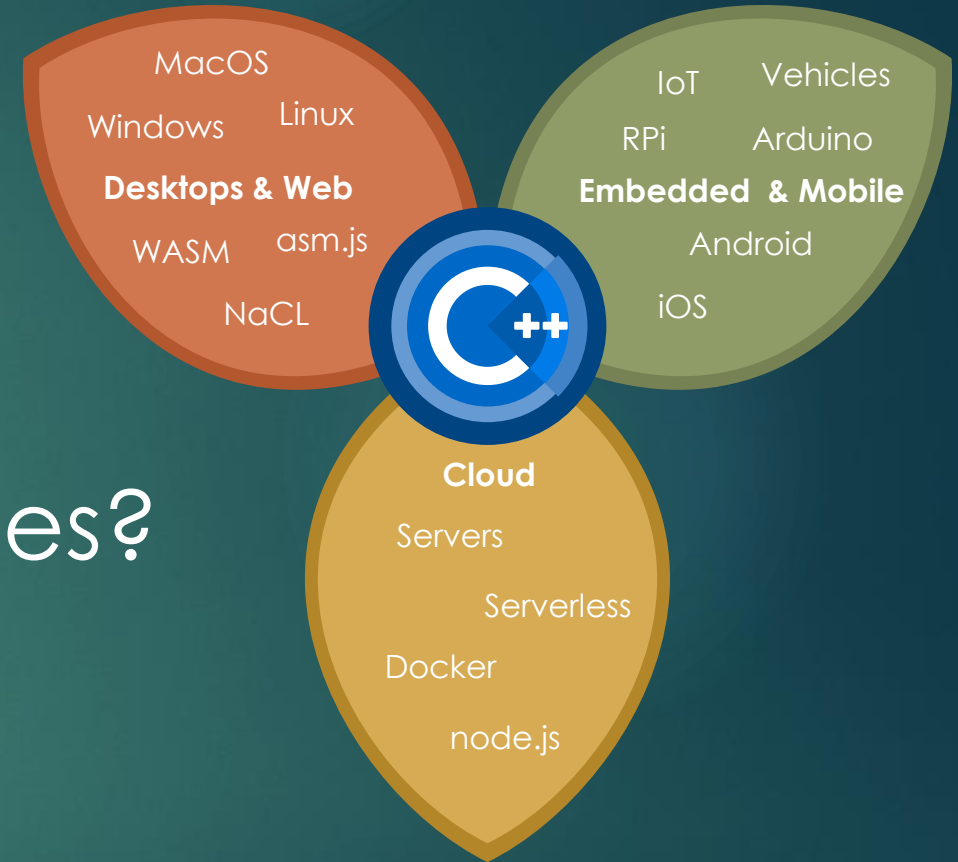 MacOS
Windows
Linux
Desktops & Web
WASM
asm.js
NaCL
IoT
Vehicles
RPi
Arduino
Embedded & Mobile
Android
iOS
C++
es?
Cloud
Servers
Serverless
Docker
node.js